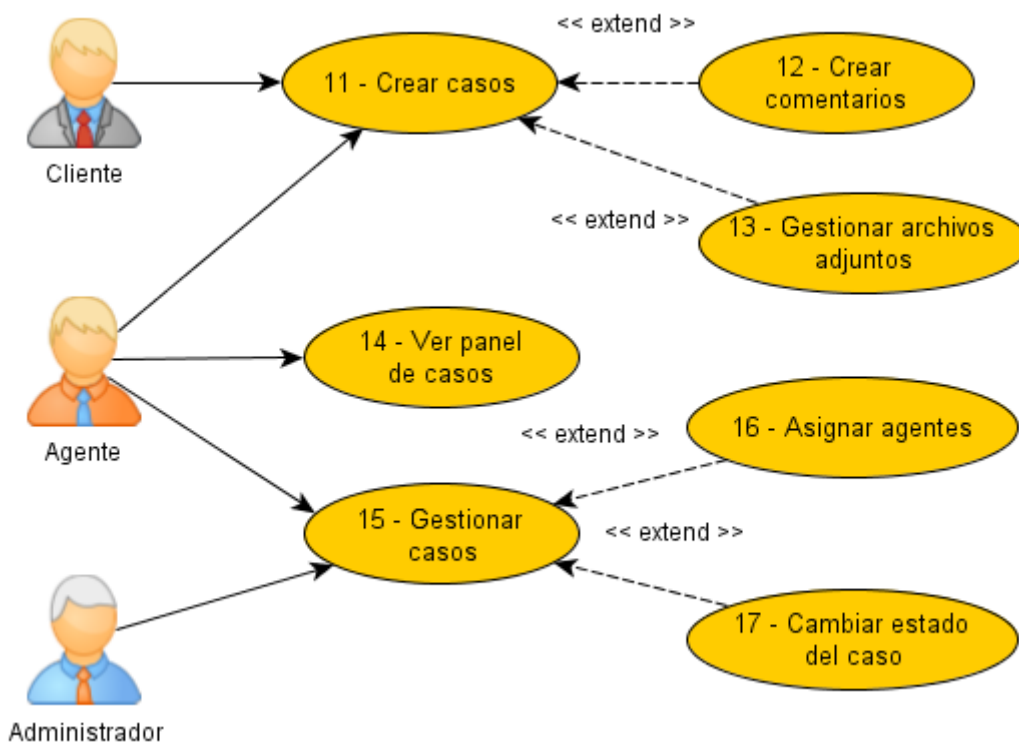 << extend >>
11 - Crear casos
12 - Crear
comentarios
Cliente
<< extend >>
13 - Gestionar archivos
adjuntos
14 - Ver panel
de casos
Agente
<< extend >>
16 - Asignar agentes
15 - Gestionar
casos
<< extend >>
17 - Cambiar estado
del caso
Administrador